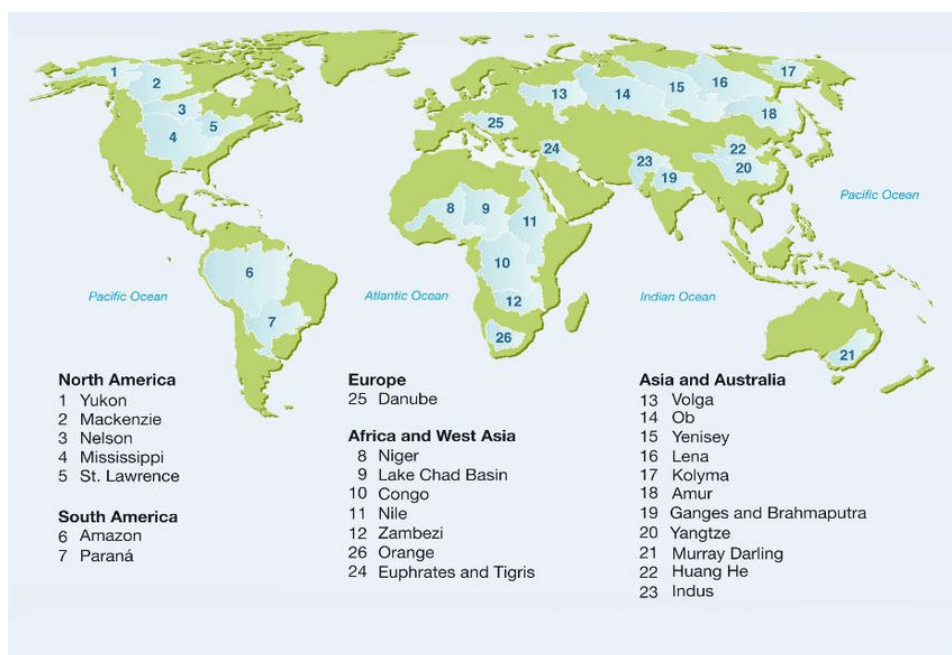 1
2
3
4
5
6
7
8
9
10
11
12
26
13
14
15
16
17
18
25
24
23
19
22
20
21
Pacific Ocean
Pacific Ocean
Atlantic Ocean
Indian Ocean
North America
1 Yukon
2 Mackenzie
3 Nelson
4 Mississippi
5 St. Lawrence
South America
6 Amazon
7 Paraná
Europe
25 Danube
Africa and West Asia
8 Niger
9 Lake Chad Basin
10 Congo
11 Nile
12 Zambezi
26 Orange
24 Euphrates and Tigris
Asia and Australia
13 Volga
14 Ob
15 Yenisey
16 Lena
17 Kolyma
18 Amur
19 Ganges and Brahmaputra
20 Yangtze
21 Murray Darling
22 Huang He
23 Indus